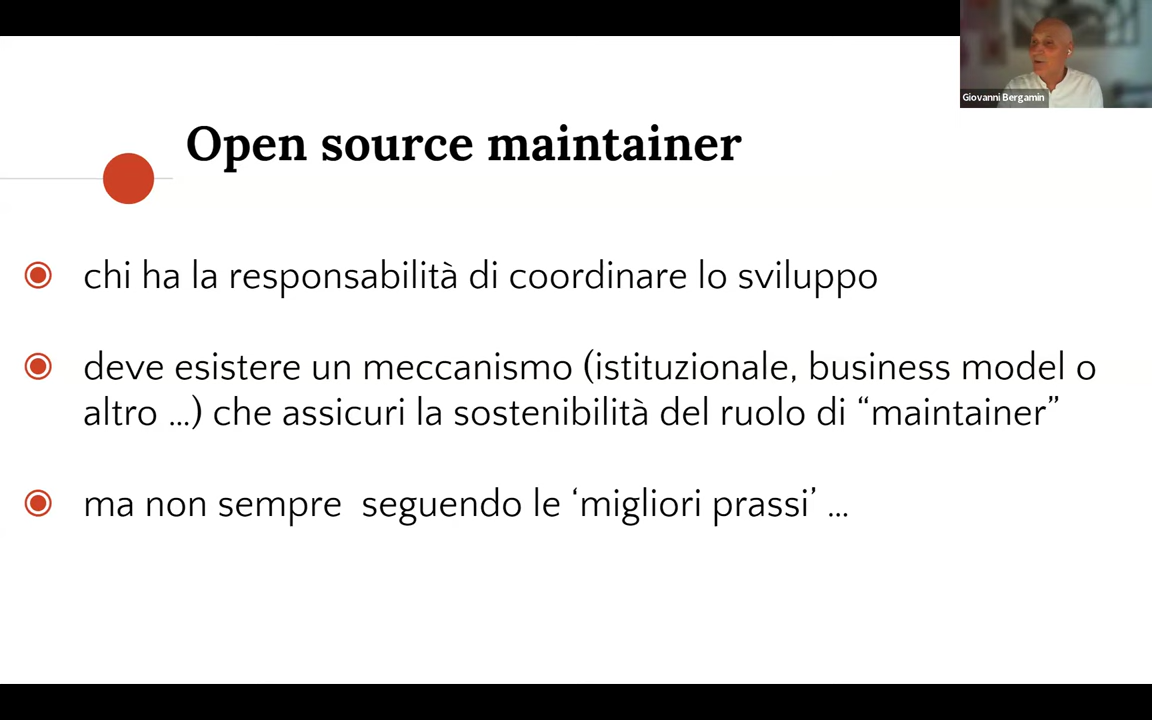 Giovanni Bergamin
Open source maintainer
chi ha la responsabilità di coordinare lo sviluppo
deve esistere un meccanismo (istituzionale, business model o
altro ...) che assicuri la sostenibilità del ruolo di “maintainer”
ma non sempre  seguendo le ‘migliori prassi’ ...